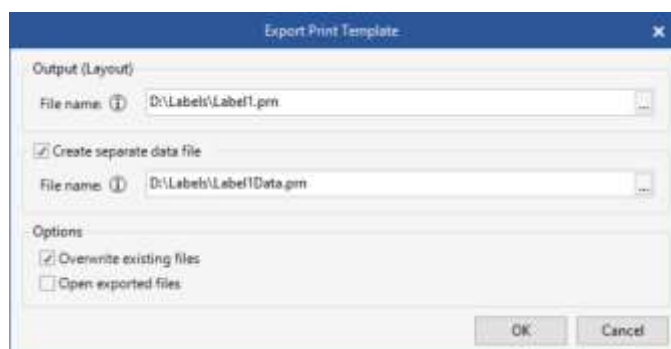 Export Print Template
Output (Layout)
File name: D:\Labels\Label1.prn ...
Create separate data file
File name: D:\Labels\Label1Data.prn ...
Options
Overwrite existing files
Open exported files
OK Cancel